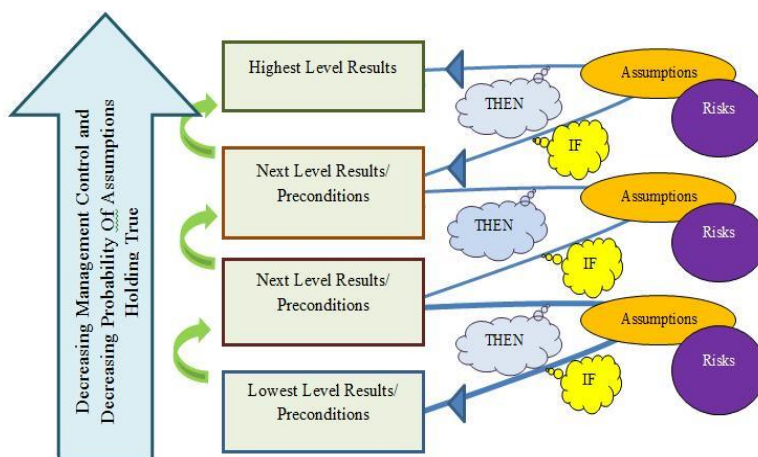 Decreasing Management Control and
Decreasing Probability Of Assumptions
Holding True
Highest Level Results
THEN
Assumptions
Risks
IF
Next Level Results/
Preconditions
THEN
Assumptions
Risks
IF
Next Level Results/
Preconditions
THEN
Assumptions
Risks
IF
Lowest Level Results/
Preconditions